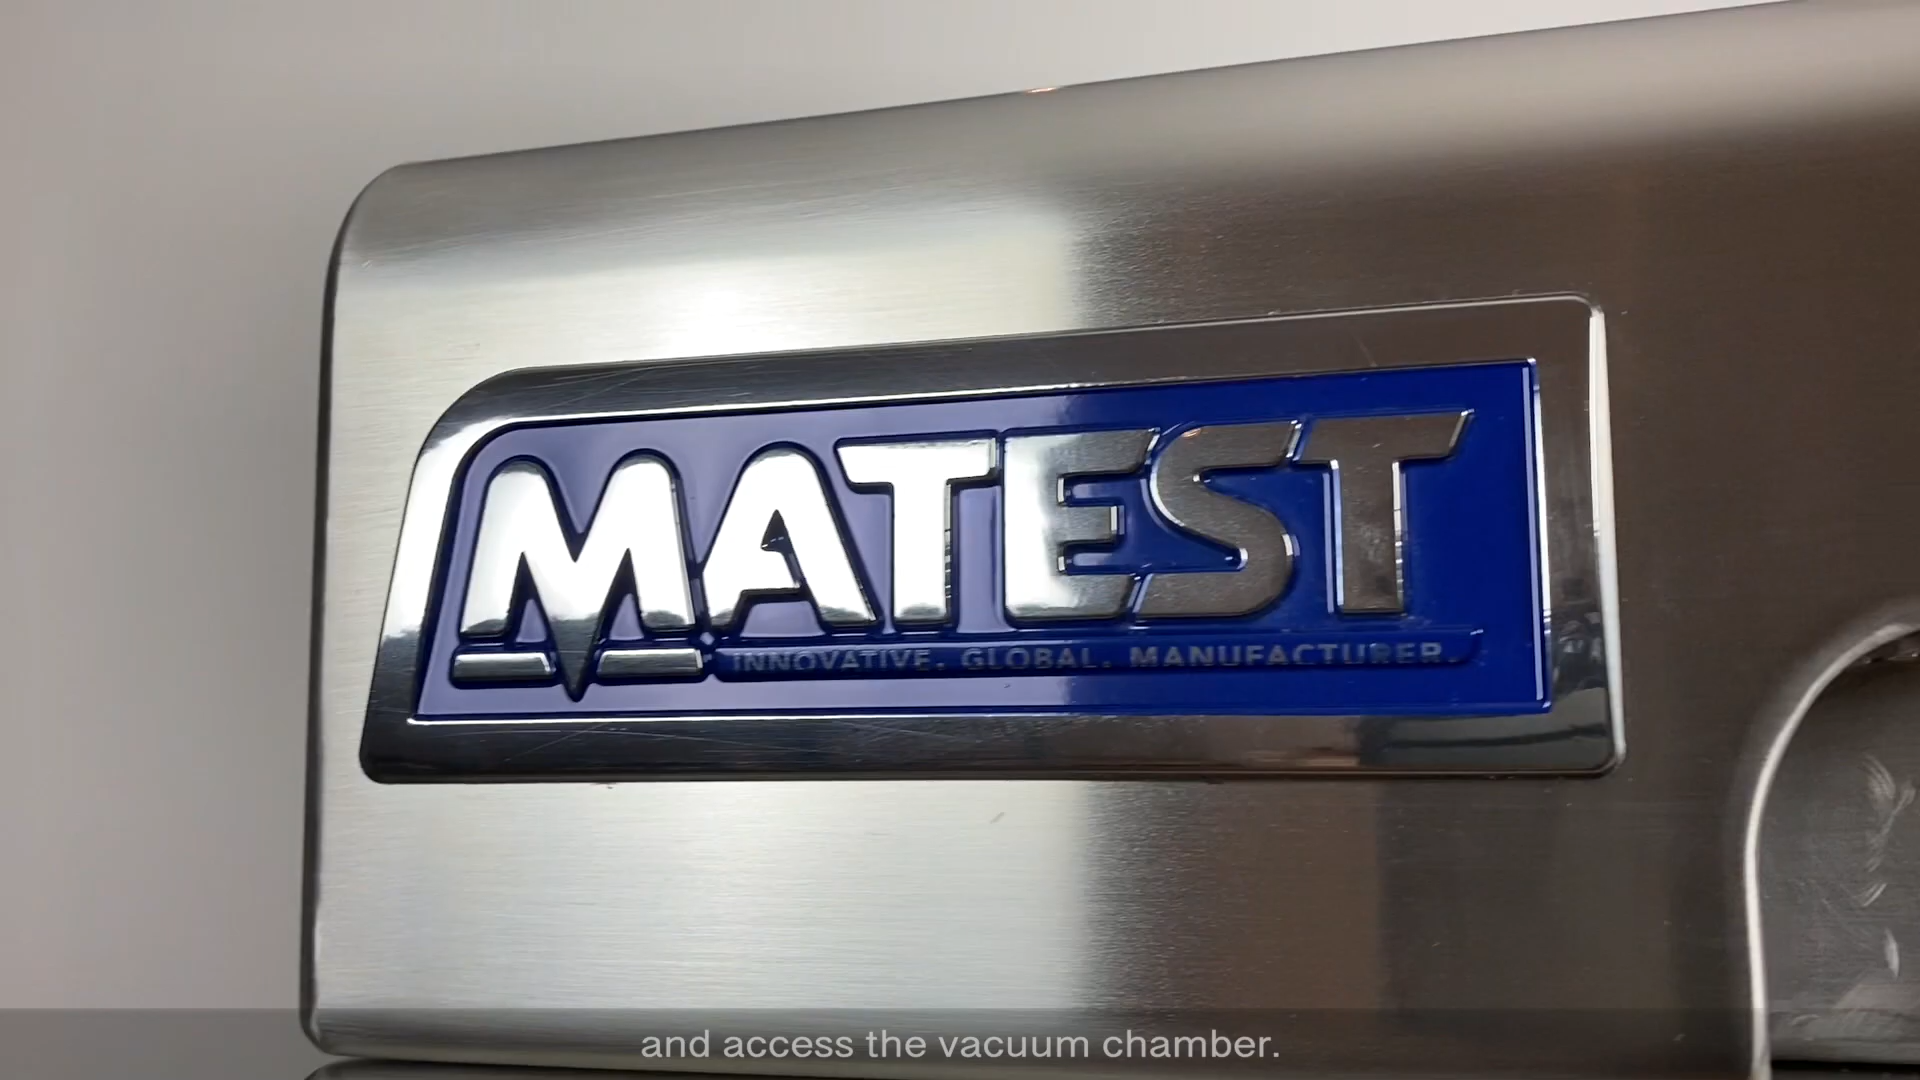 MATEST
INNOVATIVE. GLOBAL. MANUFACTURER.
and access the vacuum chamber.